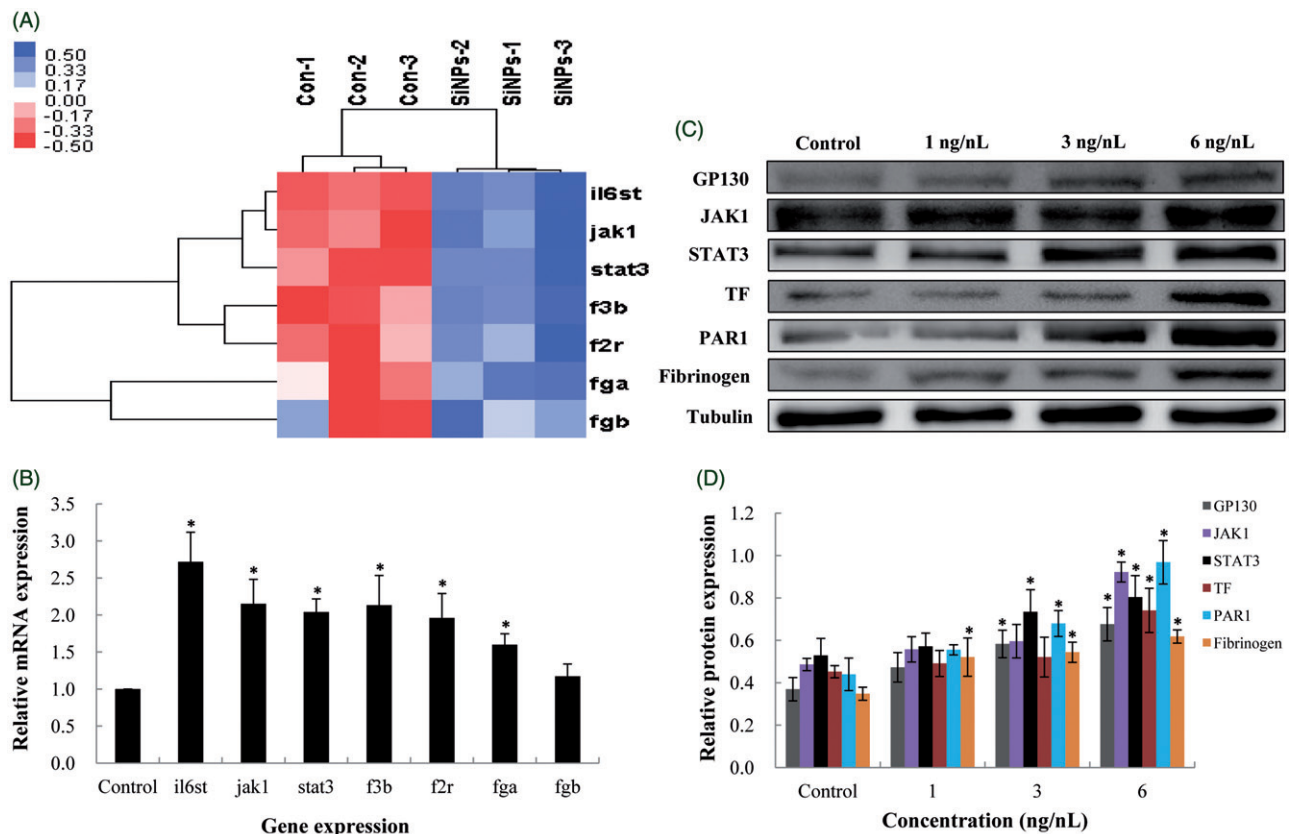 (A)
0.50
0.33
0.17
0.00
-0.17
-0.33
-0.50
Con-1
Con-2
Con-3
SiNPs-2
SiNPs-1
SiNPs-3
il6st
jak1
stat3
f3b
f2r
fga
fgb
(B)
Relative mRNA expression
3.5
3.0
2.5
2.0
1.5
1.0
0.5
0.0
* * * * * *
Control il6st jak1 stat3 f3b f2r fga fgb
Gene expression
(C)
Control 1 ng/nL 3 ng/nL 6 ng/nL
GP130
JAK1
STAT3
TF
PAR1
Fibrinogen
Tubulin
(D)
Relative protein expression
1.2
1.0
0.8
0.6
0.4
0.2
0.0
* * * * * * * * * * *
Control 1 3 6
Concentration (ng/nL)
GP130
JAK1
STAT3
TF
PAR1
Fibrinogen